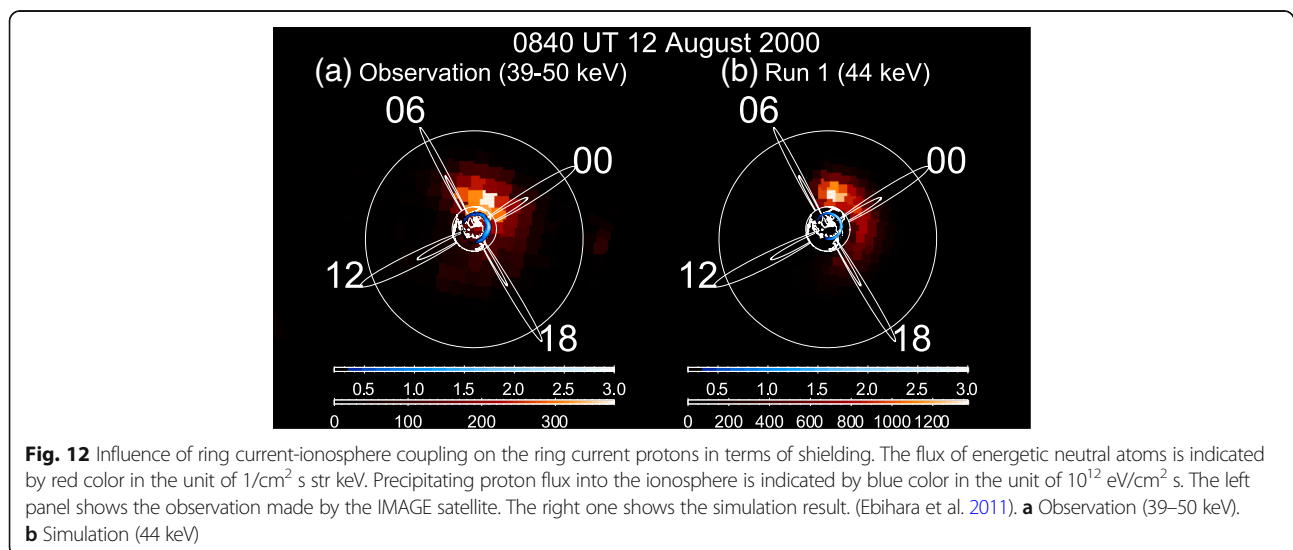 0840 UT 12 August 2000
(a) Observation (39-50 keV)
(b) Run 1 (44 keV)
06
00
12
18
06
00
12
18
0.5 1.0 1.5 2.0 2.5 3.0
0 100 200 300
0.5 1.0 1.5 2.0 2.5 3.0
0 200 400 600 800 1000 1200
Fig. 12 Influence of ring current-ionosphere coupling on the ring current protons in terms of shielding. The flux of energetic neutral atoms is indicated
by red color in the unit of 1/cm² s str keV. Precipitating proton flux into the ionosphere is indicated by blue color in the unit of 10¹² eV/cm² s. The left
panel shows the observation made by the IMAGE satellite. The right one shows the simulation result. (Ebihara et al. 2011). a Observation (39–50 keV).
b Simulation (44 keV)